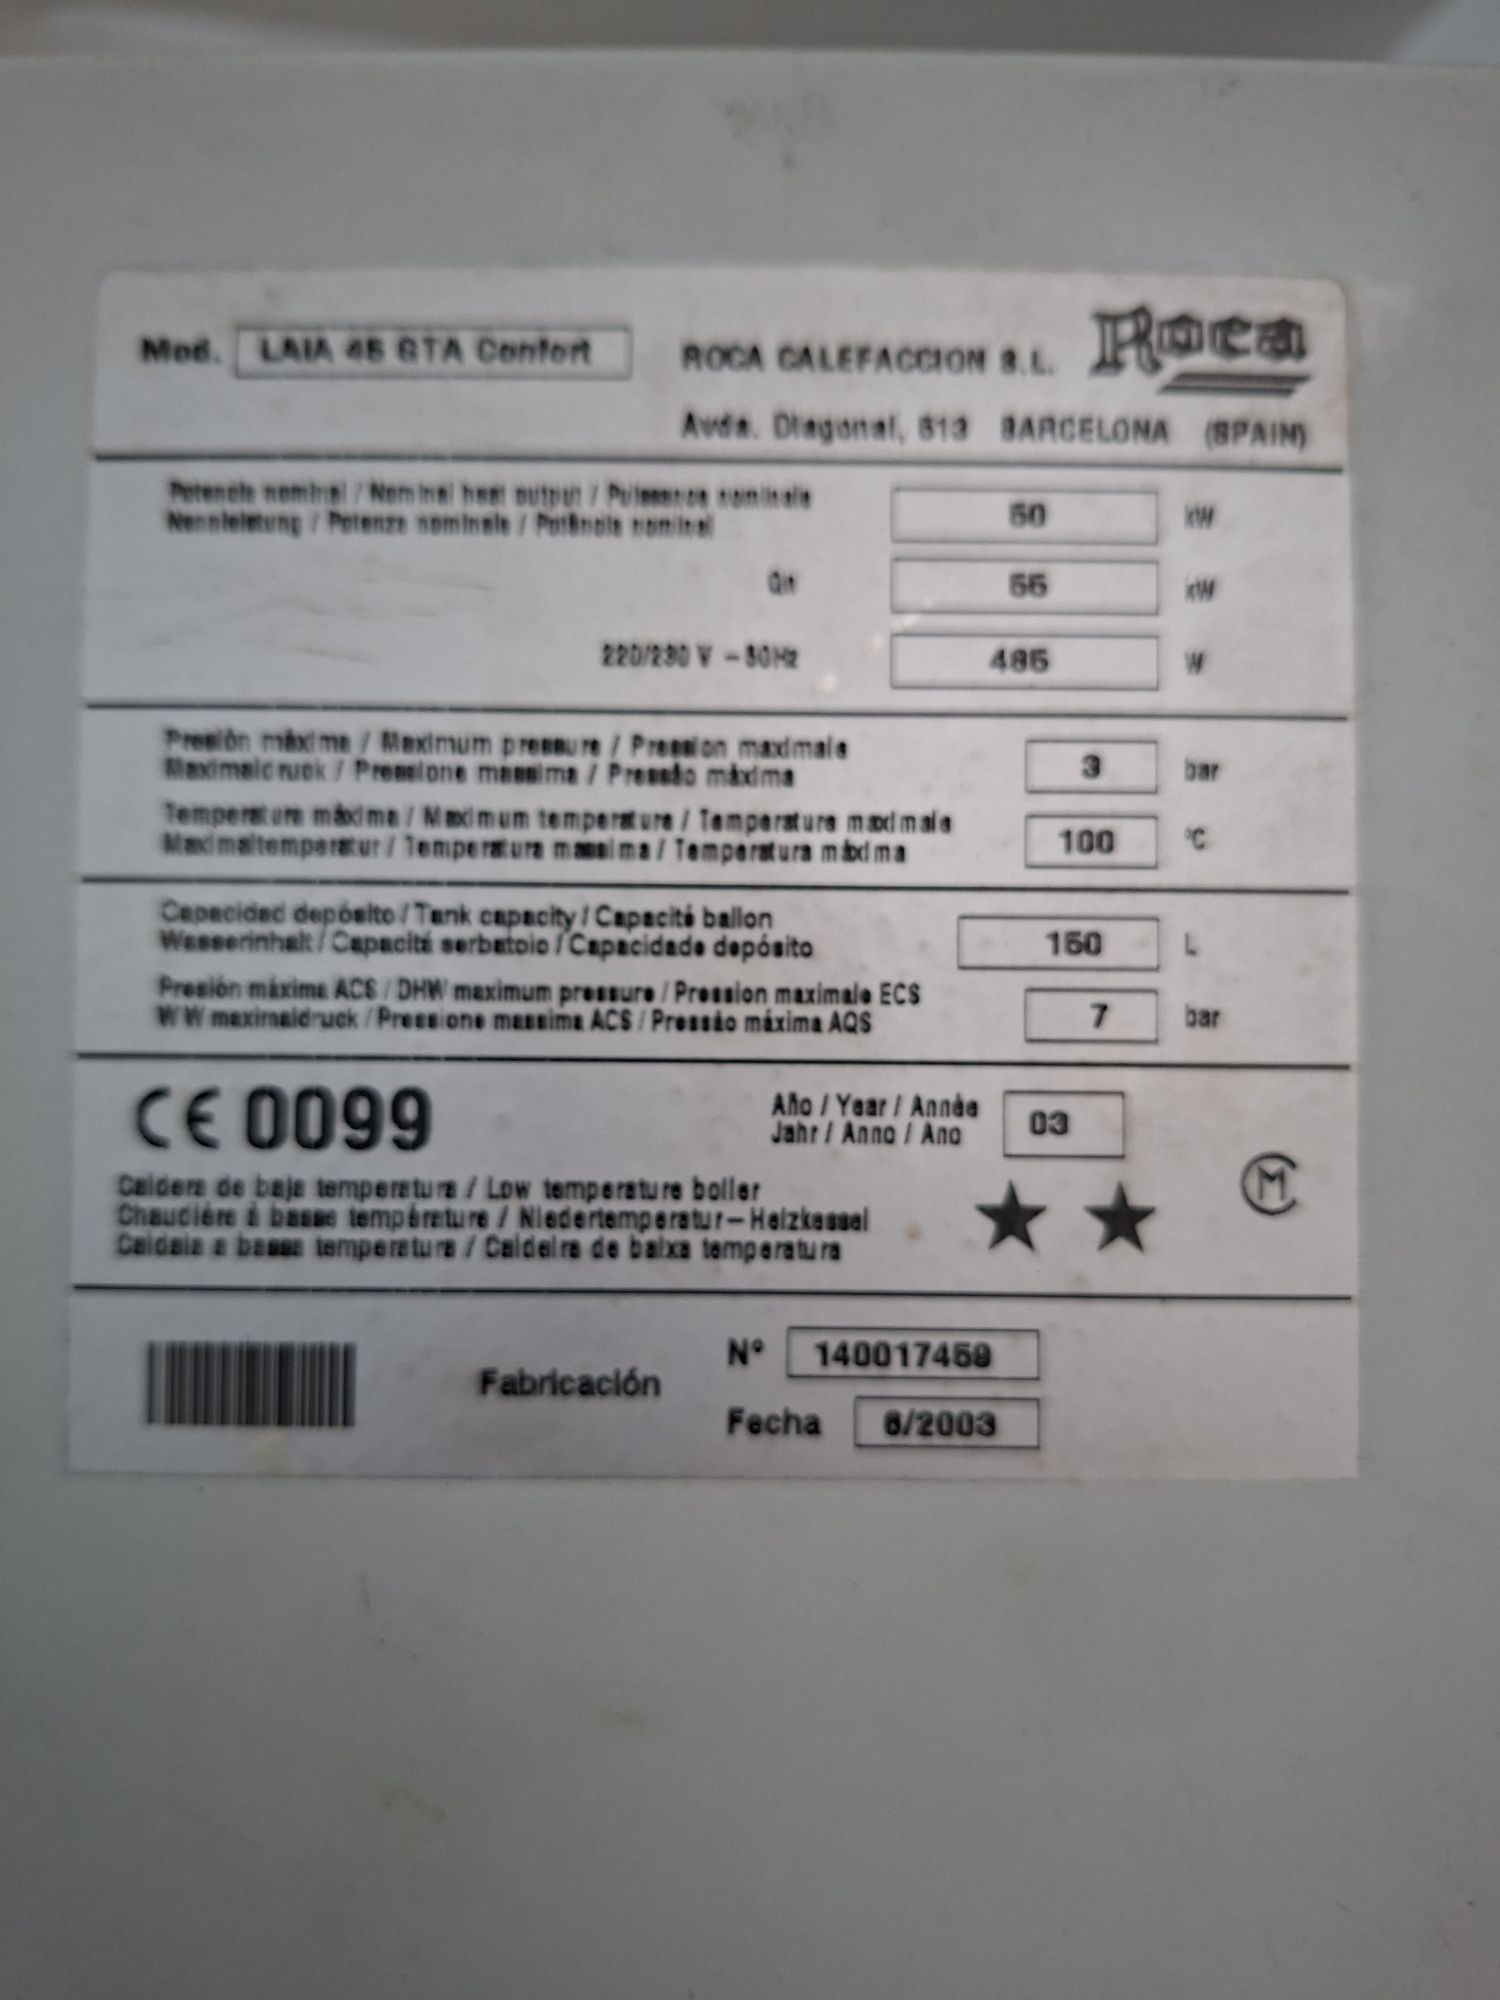 Mod. LAIA 45 GTA Confort
ROCA CALEFACCION S.L. Roca
Avda. Diagonal, 513 BARCELONA (SPAIN)
Potencia nominal / Nominal heat output / Puissance nominale
Nennleistung / Potenza nominale / Potência nominal
50 kW
Qn 55 kW
220/230 V - 50Hz 485 W
Presión máxima / Maximum pressure / Pression maximale
Maximaldruck / Pressione massima / Pressão máxima
3 bar
Temperatura máxima / Maximum temperature / Temperature maximale
Maximaltemperatur / Temperatura massima / Temperatura máxima
100 °C
Capacidad depósito / Tank capacity / Capacité ballon
Wasserinhalt / Capacitá serbatoio / Capacidade depósito
150 L
Presión máxima ACS / DHW maximum pressure / Pression maximale ECS
WW maximaldruck / Pressione massima ACS / Pressão máxima AQS
7 bar
CE 0099
Año / Year / Année
Jahr / Anno / Ano
03
Caldera de baja temperatura / Low temperature boiler
Chaudière à basse température / Niedertemperatur-Heizkessel
Caldaia a bassa temperatura / Caldeira de baixa temperatura
CM
Fabricación
Nº 140017459
Fecha 6/2003